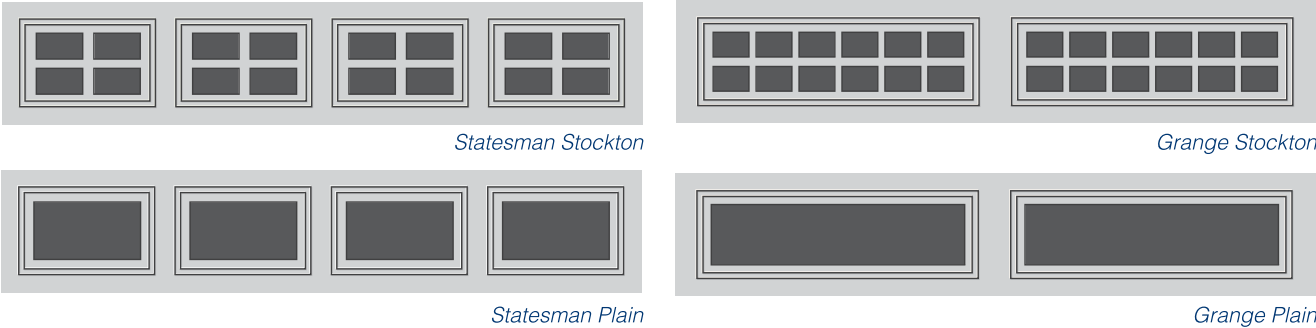 Statesman Stockton
Grange Stockton
Statesman Plain
Grange Plain